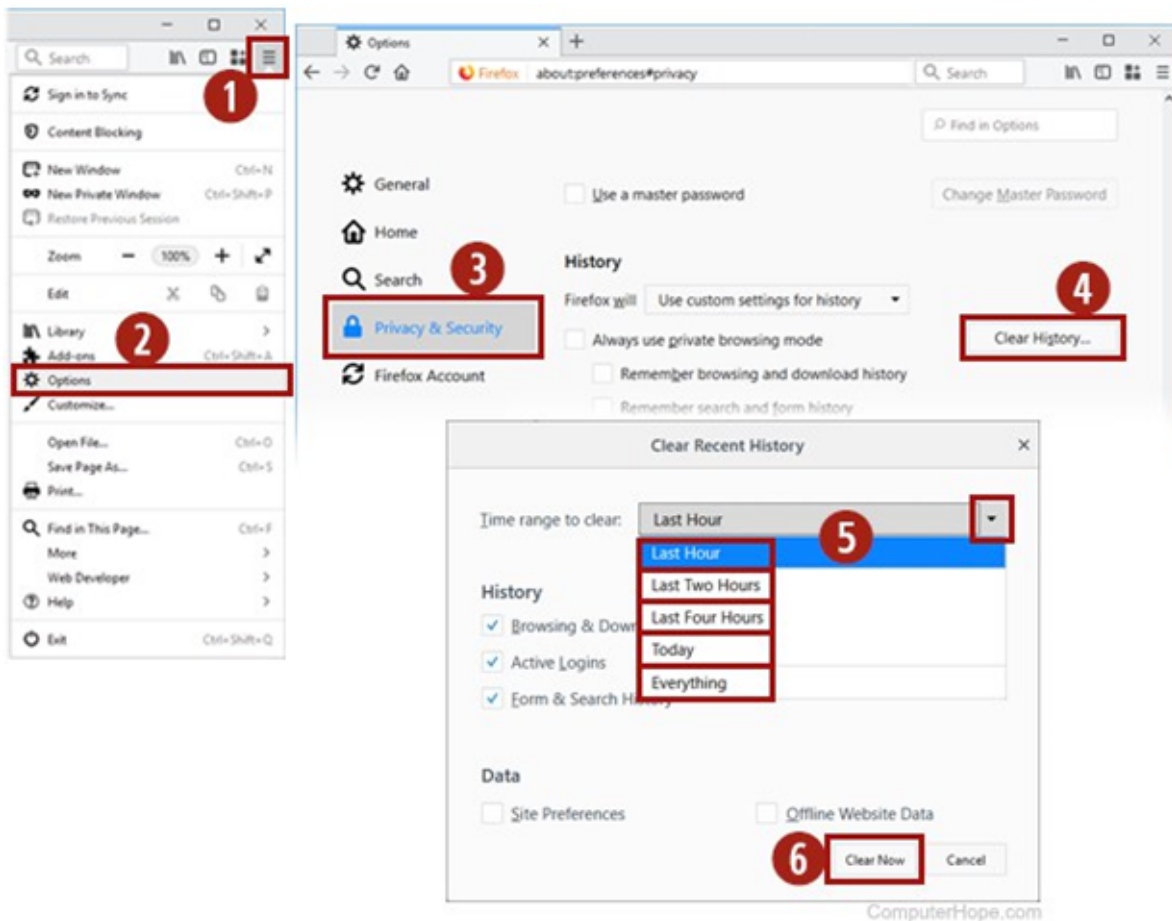 Search
1
Sign in to Sync
Content Blocking
New Window Ctrl+N
New Private Window Ctrl+Shift+P
Restore Previous Session
Zoom 100%
Edit
Library
2
Add-ons Ctrl+Shift+A
Options
Customize...
Open File... Ctrl+O
Save Page As... Ctrl+S
Print...
Find in This Page... Ctrl+F
More
Web Developer
Help
Exit Ctrl+Shift+Q
Options
Firefox about:preferences#privacy Search
Find in Options
General
Home
Search
3
Privacy & Security
Firefox Account
Use a master password Change Master Password
History
Firefox will Use custom settings for history
4
Always use private browsing mode Clear History...
Remember browsing and download history
Remember search and form history
Clear Recent History
Time range to clear: Last Hour
5
Last Hour
Last Two Hours
Last Four Hours
Today
Everything
History
Browsing & Dow
Active Logins
Form & Search History
Data
Site Preferences Offline Website Data
6
Clear Now Cancel
ComputerHope.com